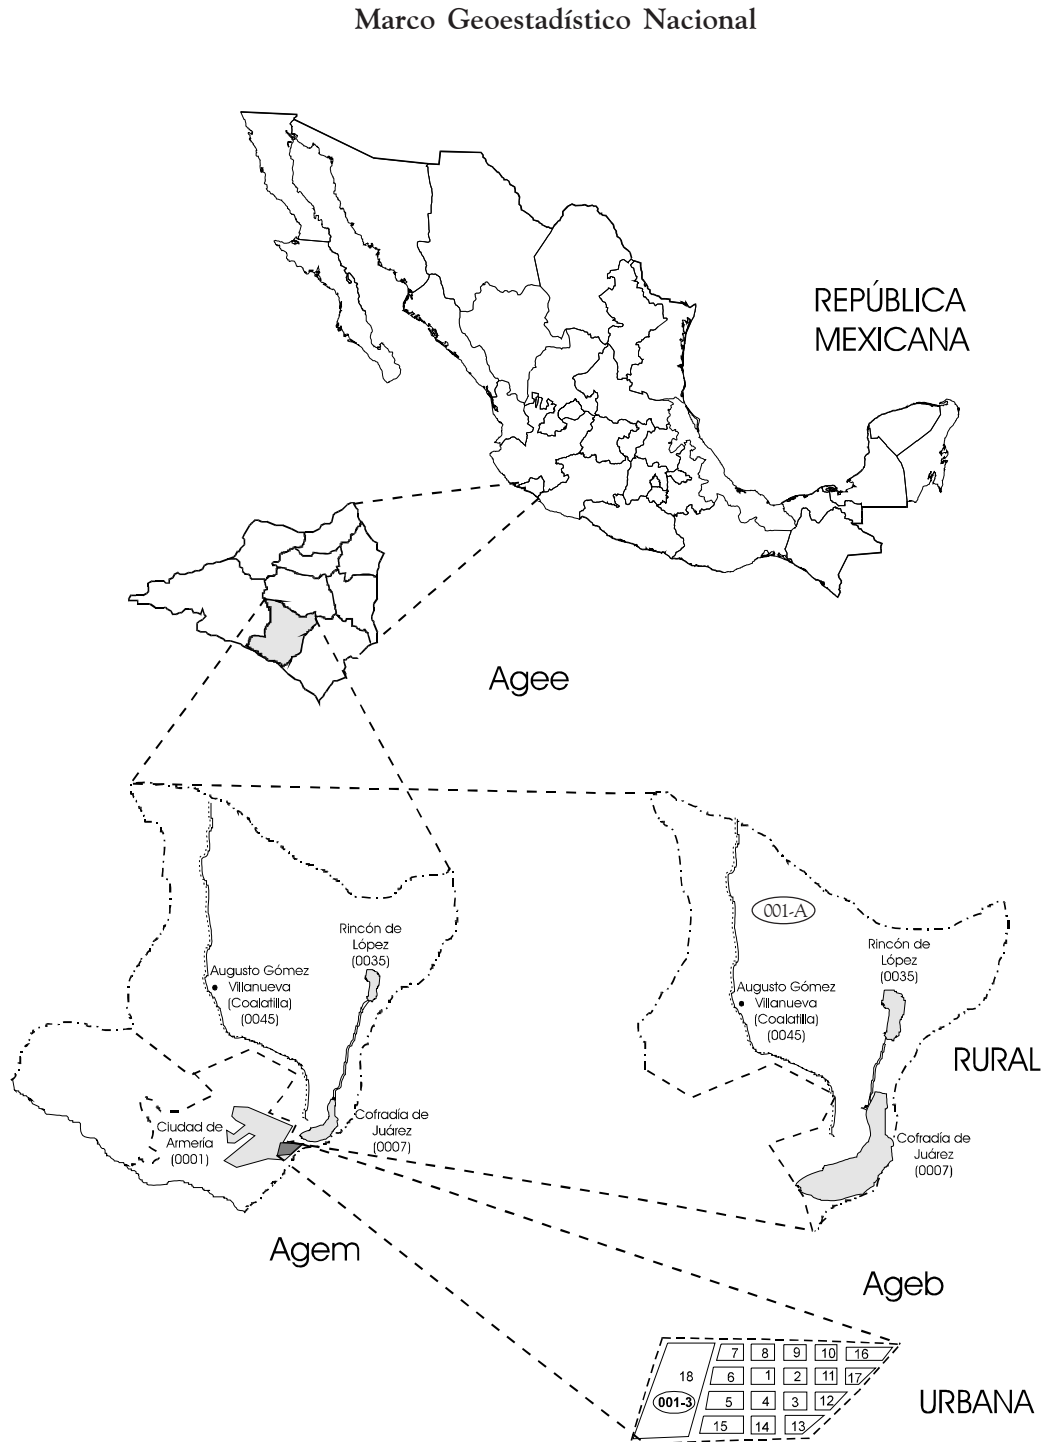 Marco Geoestadístico Nacional
REPÚBLICA
MEXICANA
Agee
001-A
Rincón de
López
(0035)
Augusto Gómez
Villanueva
(Coalatilla)
(0045)
Ciudad de
Armería
(0001)
Cofradía de
Juárez
(0007)
Rincón de
López
(0035)
Augusto Gómez
Villanueva
(Coalatilla)
(0045)
RURAL
Cofradía de
Juárez
(0007)
Agem
Ageb
7 8 9 10 16
18 6 1 2 11 17
001-3 5 4 3 12
15 14 13
URBANA